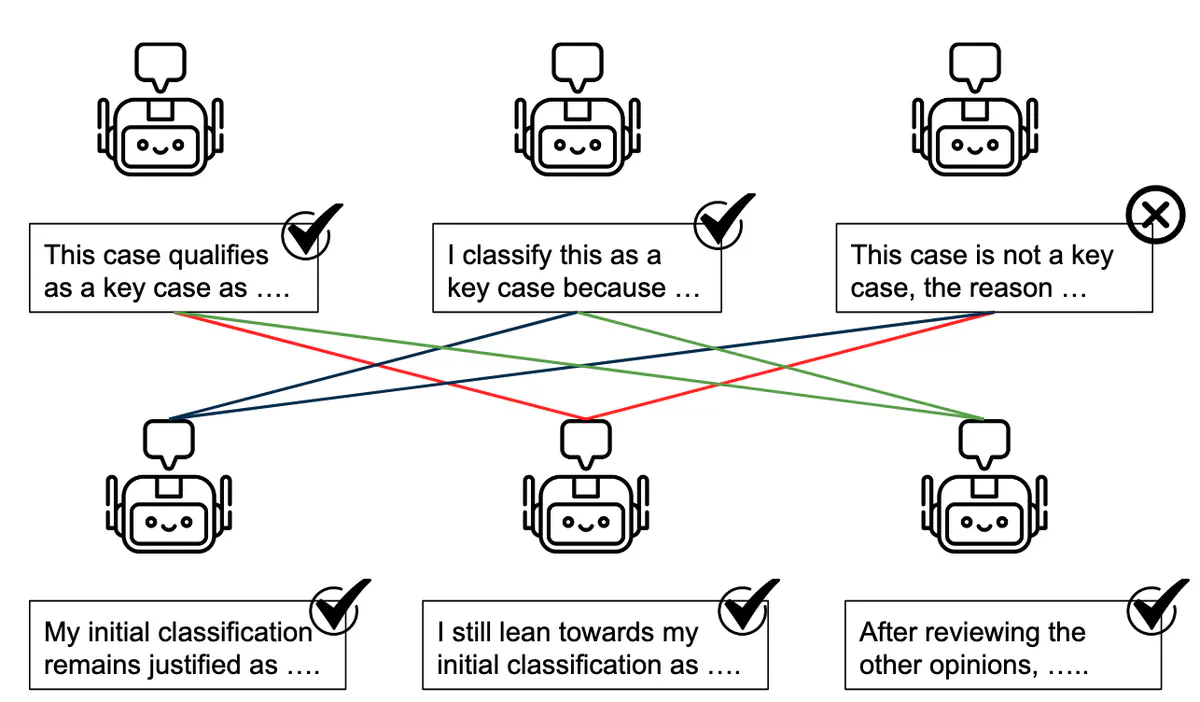 This case qualifies
as a key case as ….
I classify this as a
key case because …
This case is not a key
case, the reason …
My initial classification
remains justified as ….
I still lean towards my
initial classification as ….
After reviewing the
other opinions, …..